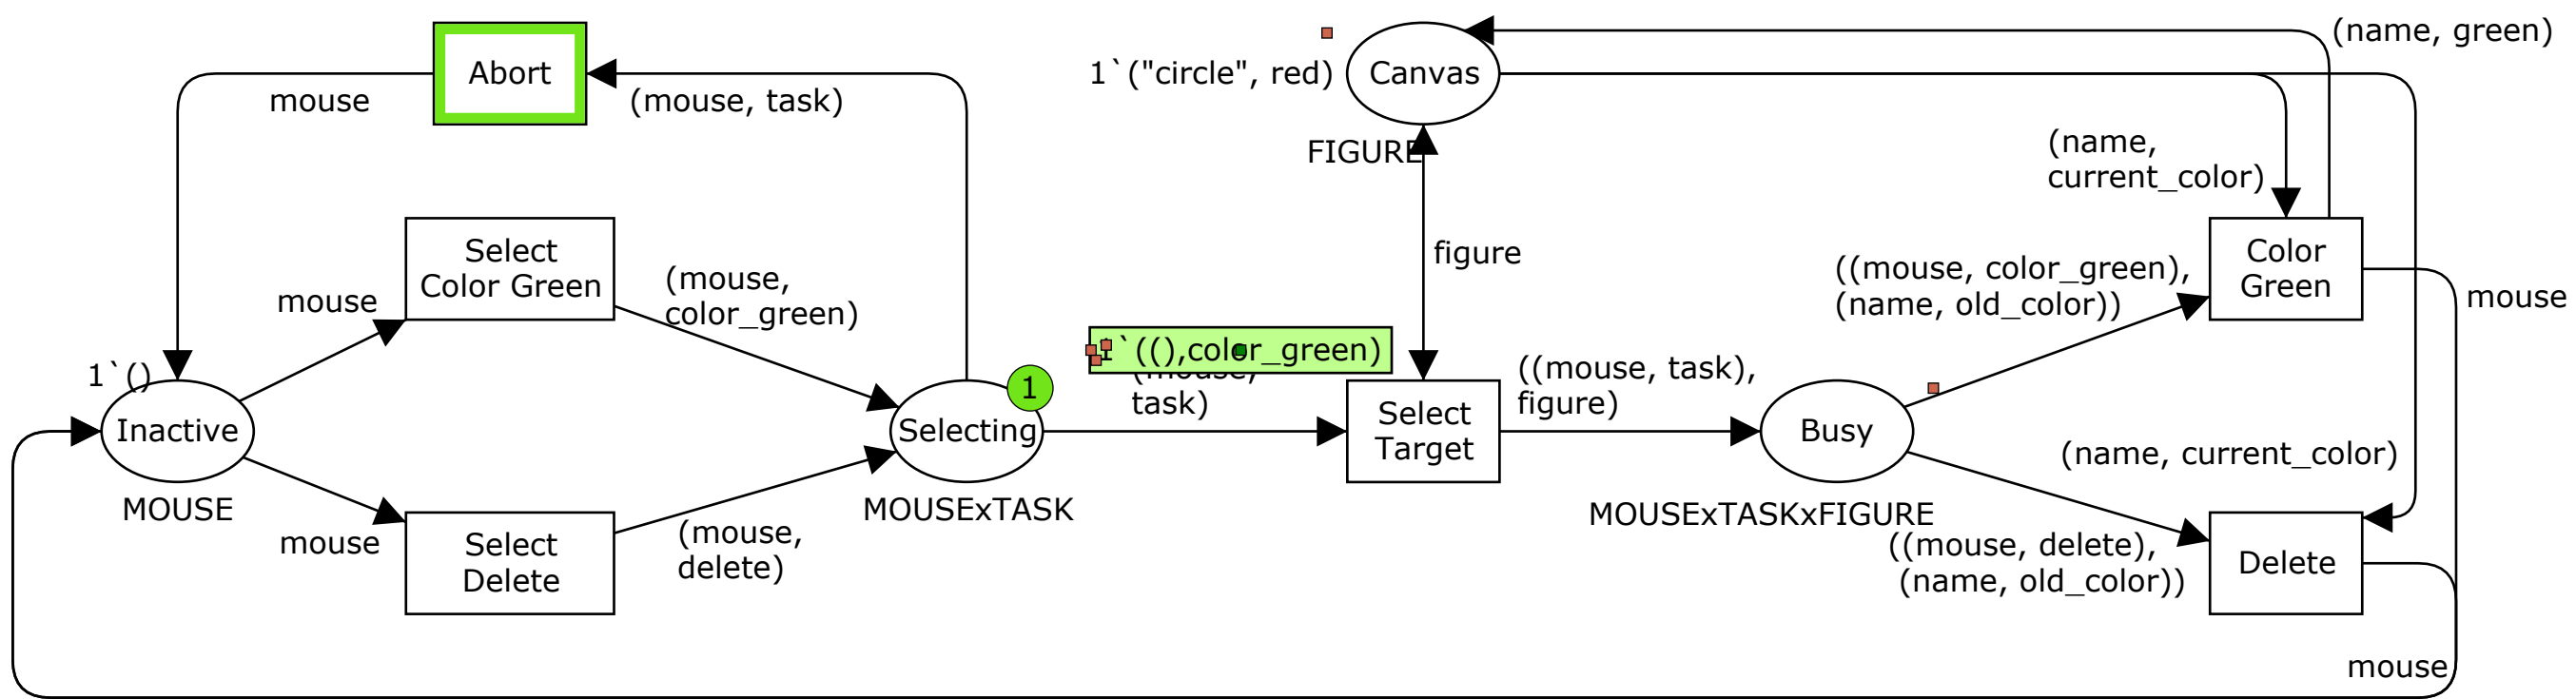 Abort
mouse
(mouse, task)
1`("circle", red)
Canvas
(name, green)
FIGURE
(name,
current_color)
Select
Color Green
mouse
(mouse,
color_green)
figure
((mouse, color_green),
(name, old_color))
Color
Green
mouse
1`()
Inactive
MOUSE
Selecting
1
MOUSExTASK
1`((),color_green)
(mouse,
task)
Select
Target
((mouse, task),
figure)
Busy
MOUSExTASKxFIGURE
(name, current_color)
mouse
Select
Delete
(mouse,
delete)
((mouse, delete),
(name, old_color))
Delete
mouse